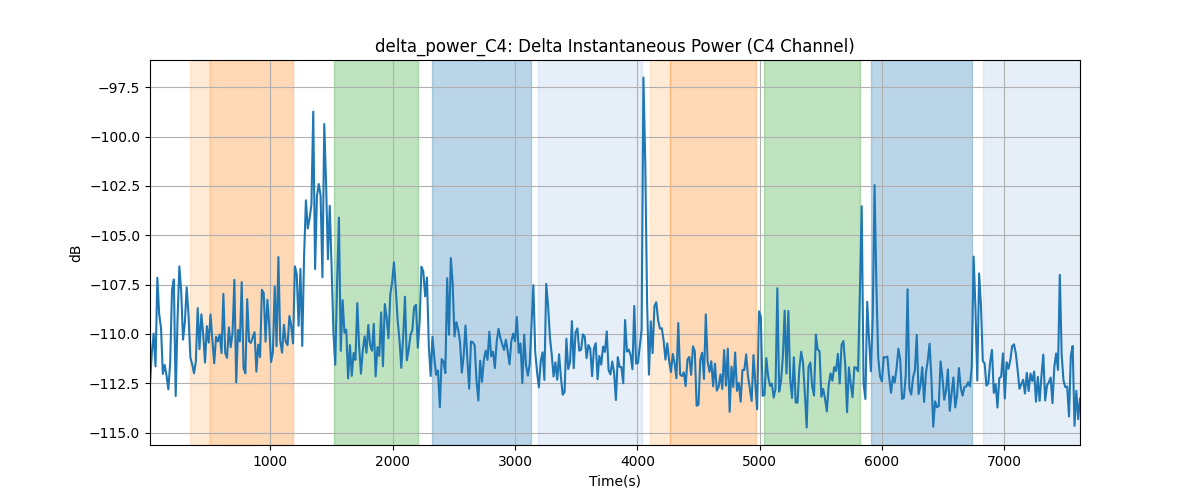 delta_power_C4: Delta Instantaneous Power (C4 Channel)
dB
−97.5
−100.0
−102.5
−105.0
−107.5
−110.0
−112.5
−115.0
1000 2000 3000 4000 5000 6000 7000
Time(s)